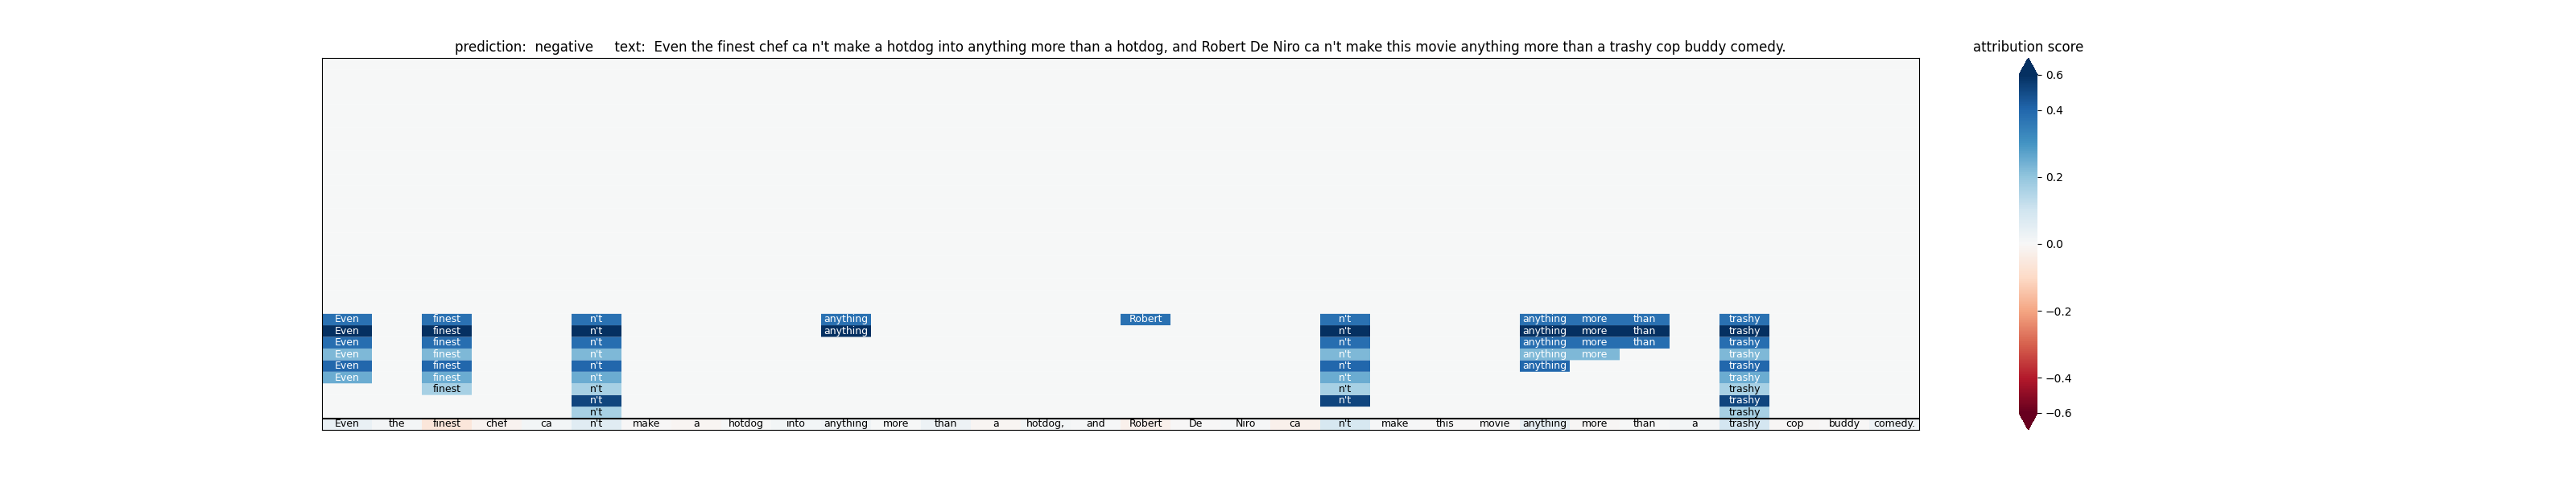 prediction:  negative     text:  Even the finest chef ca n't make a hotdog into anything more than a hotdog, and Robert De Niro ca n't make this movie anything more than a trashy cop buddy comedy.
attribution score
0.6
0.4
0.2
0.0
−0.2
−0.4
−0.6
Even finest n't anything Robert n't anything more than trashy
Even finest n't anything n't anything more than trashy
Even finest n't n't anything more than trashy
Even finest n't n't anything more trashy
Even finest n't n't anything trashy
Even finest n't n't trashy
finest n't n't trashy
n't n't trashy
n't trashy
Even the finest chef ca n't make a hotdog into anything more than a hotdog, and Robert De Niro ca n't make this movie anything more than a trashy cop buddy comedy.